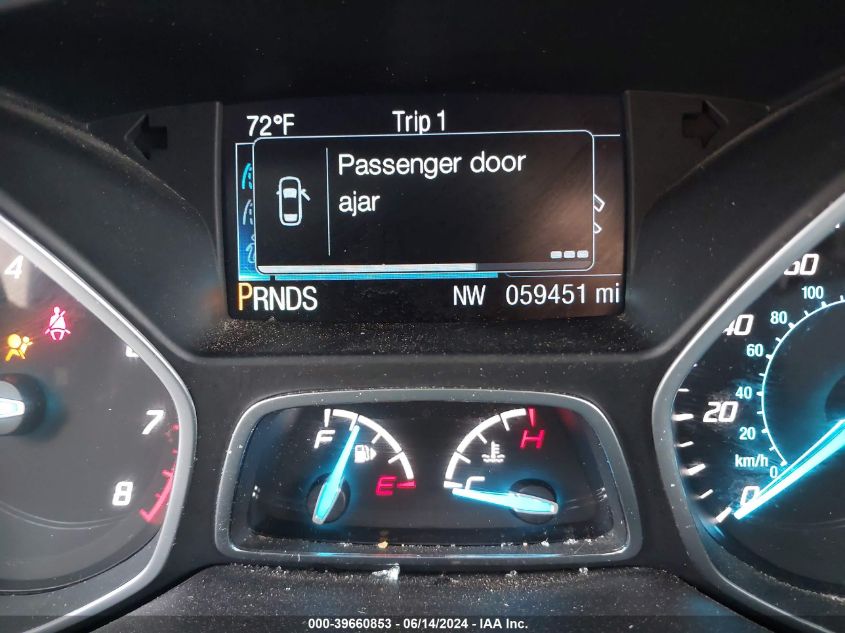 72°F Trip 1
Passenger door
ajar
PRNDS NW 059451 mi
4
7
8
F
E
H
C
40
20
0
100
80
60
40
20
0
km/h
000-39660853 - 06/14/2024 - IAA Inc.